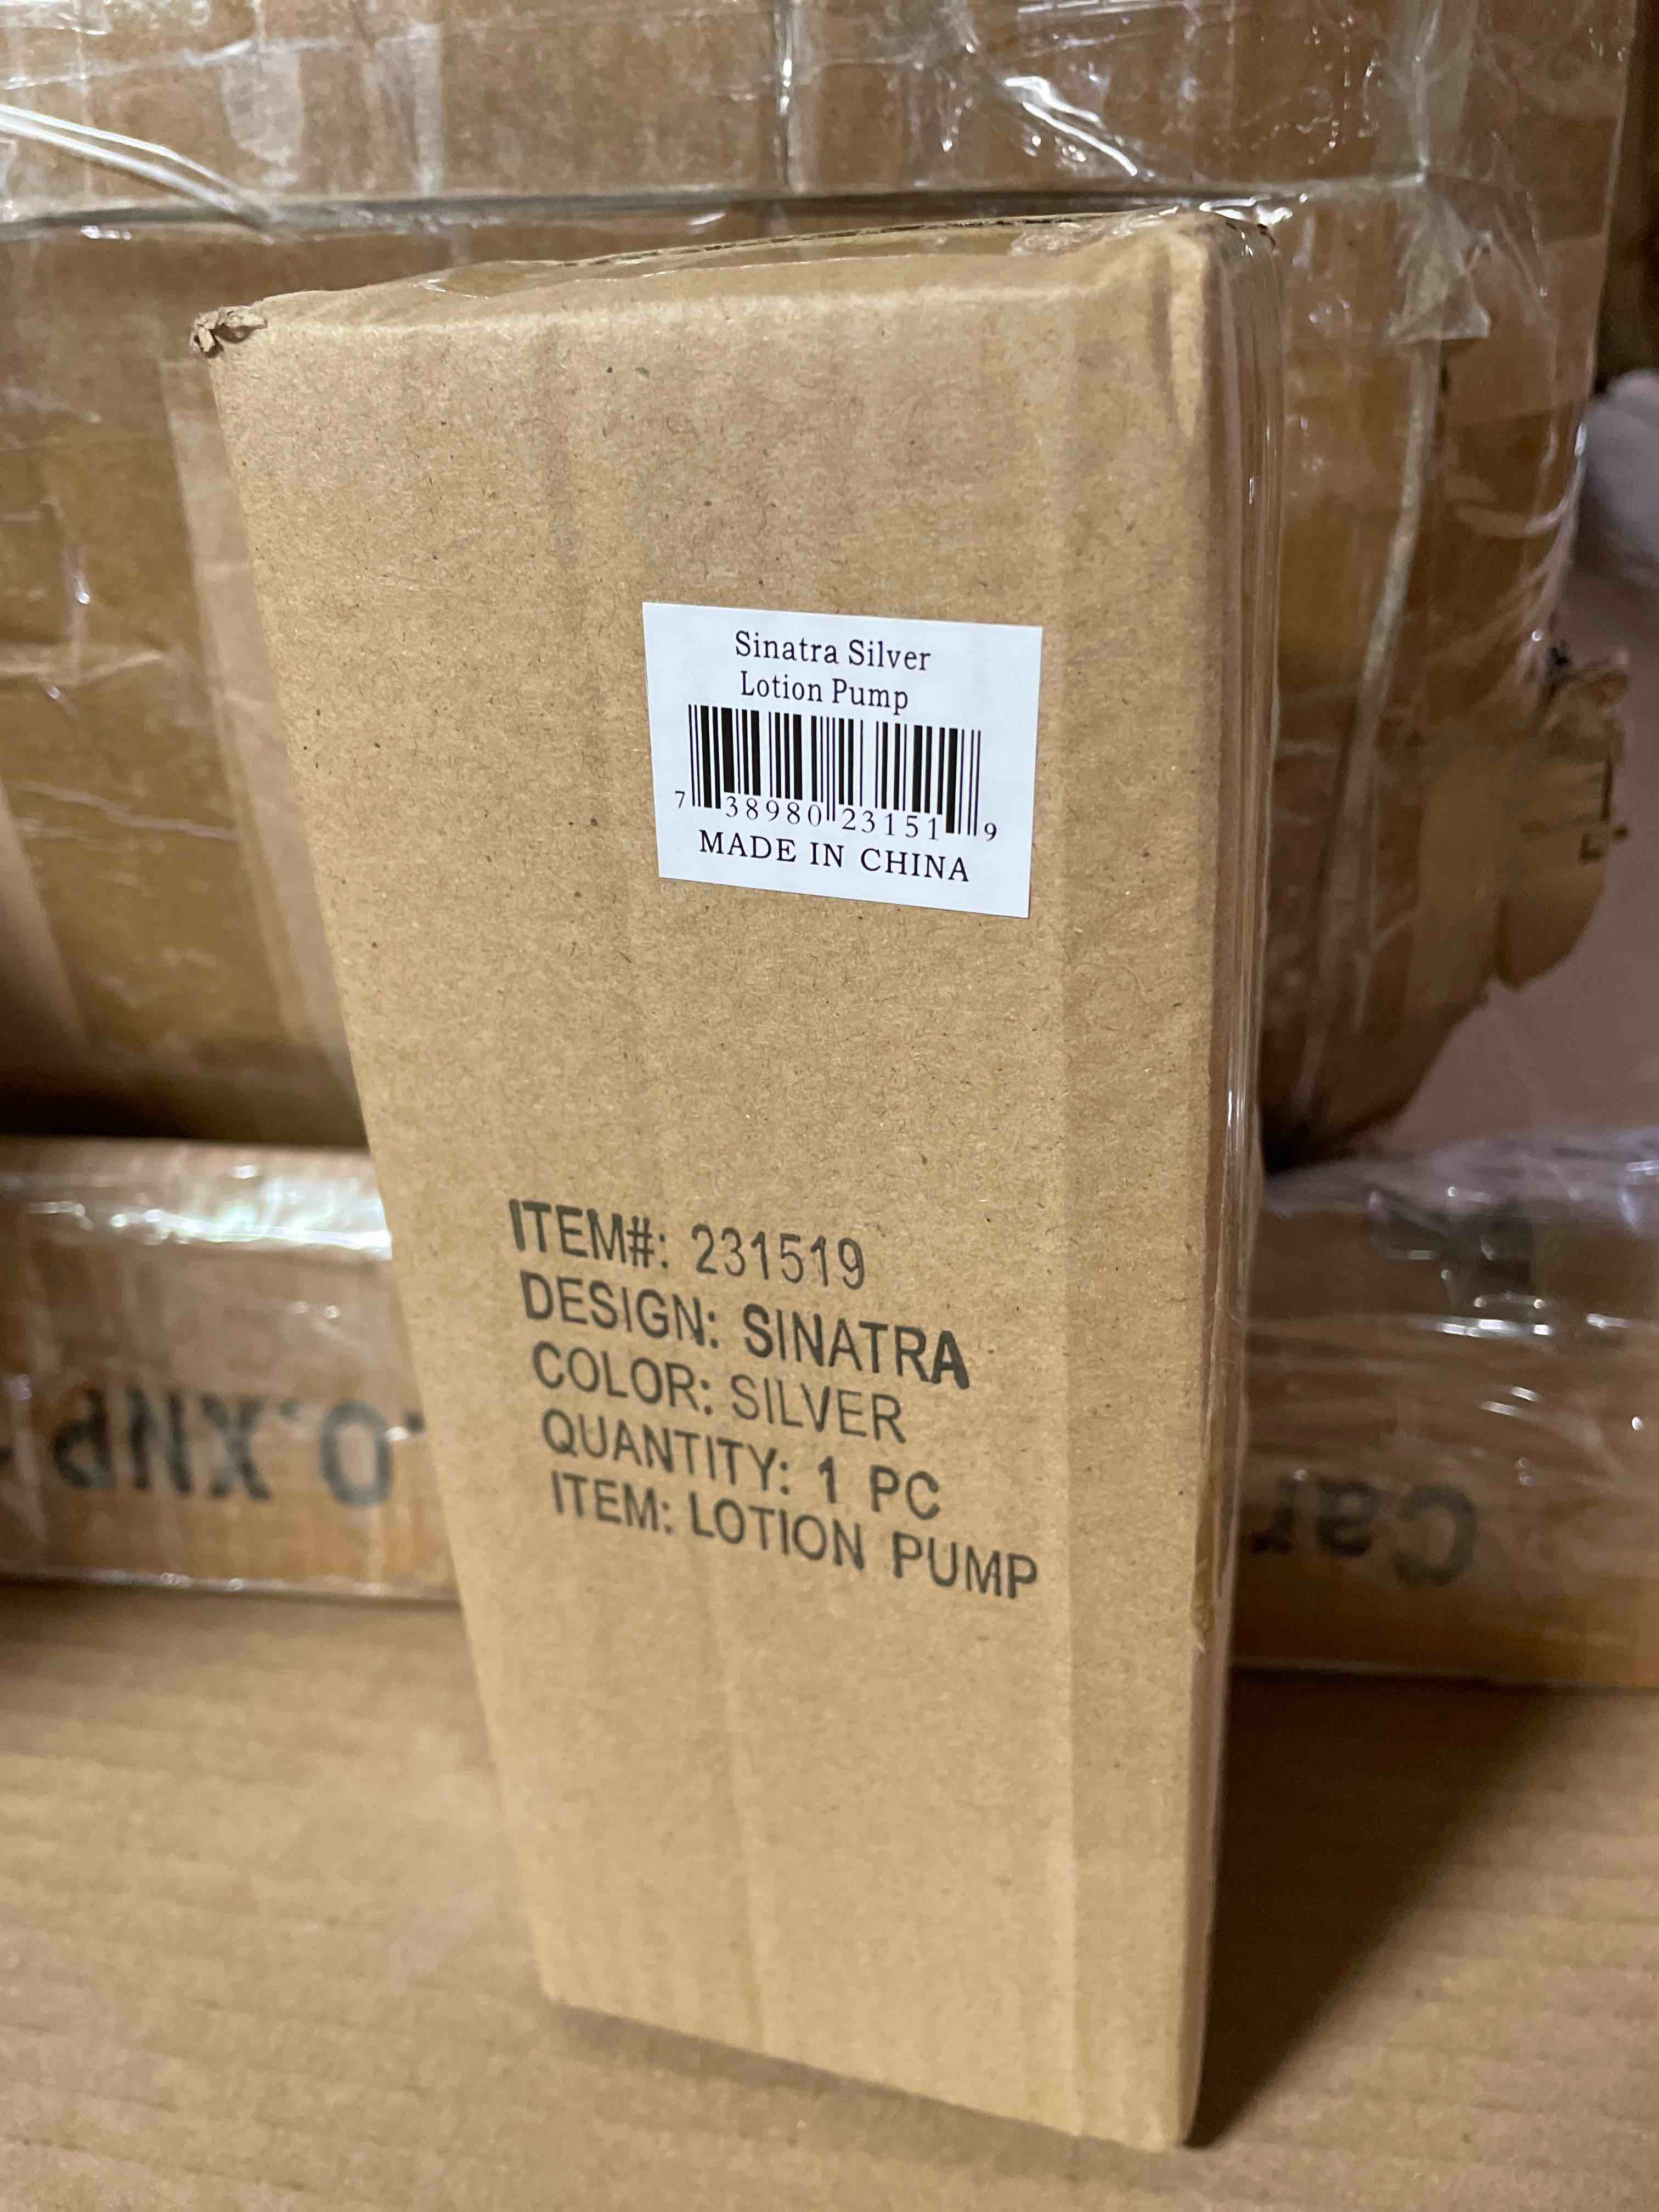 Sinatra Silver
Lotion Pump
7 38980 23151 9
MADE IN CHINA
ITEM#: 231519
DESIGN: SINATRA
COLOR: SILVER
QUANTITY: 1 PC
ITEM: LOTION PUMP